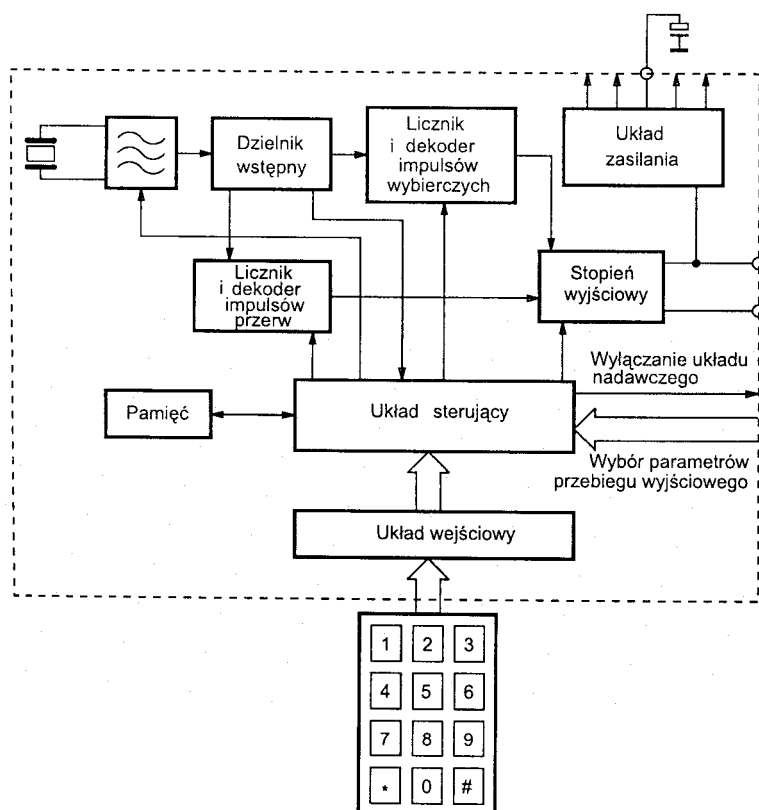 Układ
zasilania
Dzielnik
wstępny
Licznik
i dekoder
impulsów
wybierczych
Licznik
i dekoder
impulsów
przerw
Stopień
wyjściowy
Wyłączanie układu
nadawczego
Pamięć
Układ sterujący
Wybór parametrów
przebiegu wyjściowego
Układ wejściowy
1 2 3
4 5 6
7 8 9
* 0 #